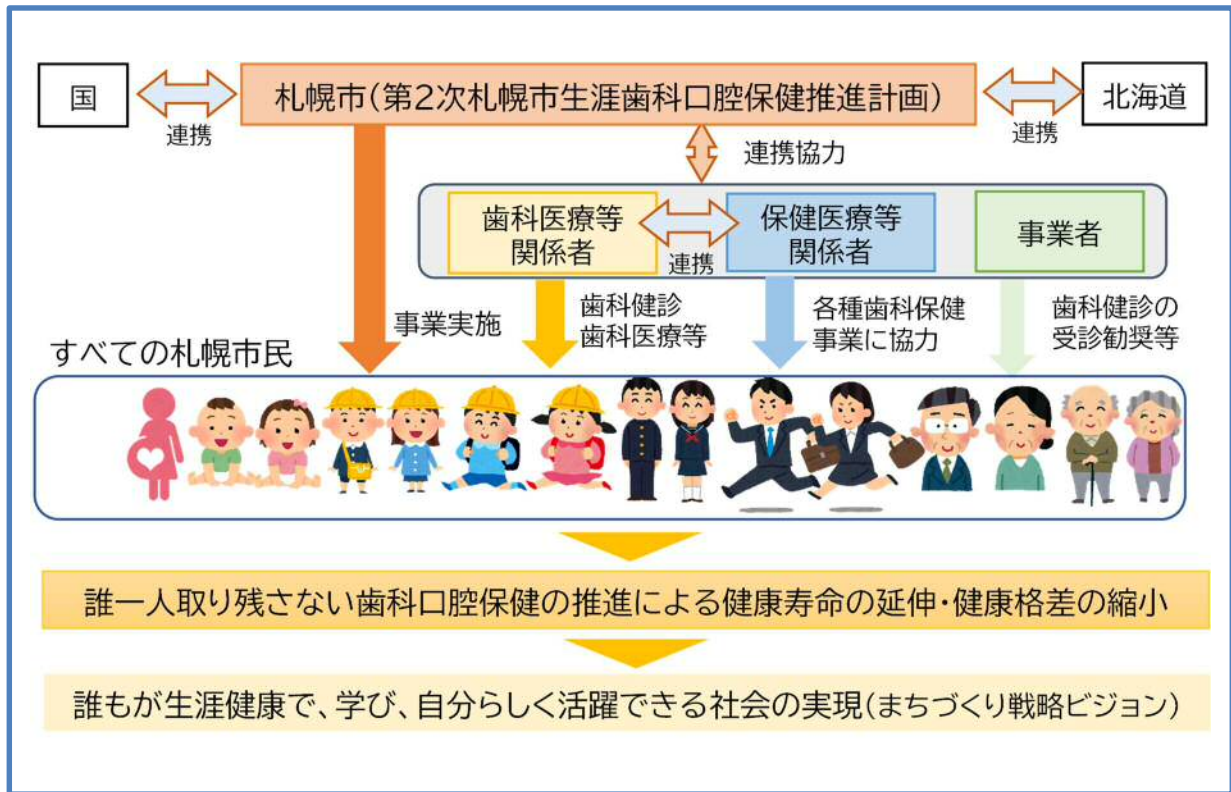 国
札幌市(第2次札幌市生涯歯科口腔保健推進計画)
北海道
連携
連携
連携協力
歯科医療等
関係者
連携
保健医療等
関係者
事業者
事業実施
歯科健診
歯科医療等
各種歯科保健
事業に協力
歯科健診の
受診勧奨等
すべての札幌市民
誰一人取り残さない歯科口腔保健の推進による健康寿命の延伸・健康格差の縮小
誰もが生涯健康で、学び、自分らしく活躍できる社会の実現(まちづくり戦略ビジョン)